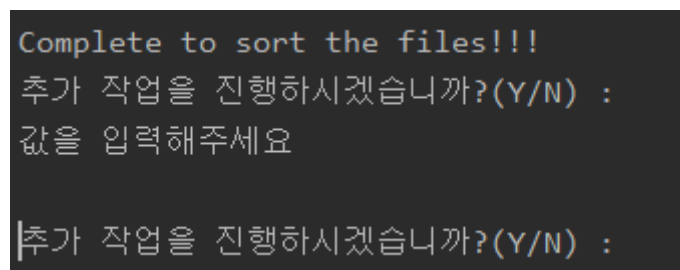 Complete to sort the files!!!
추가 작업을 진행하시겠습니까?(Y/N) :
값을 입력해주세요
추가 작업을 진행하시겠습니까?(Y/N) :